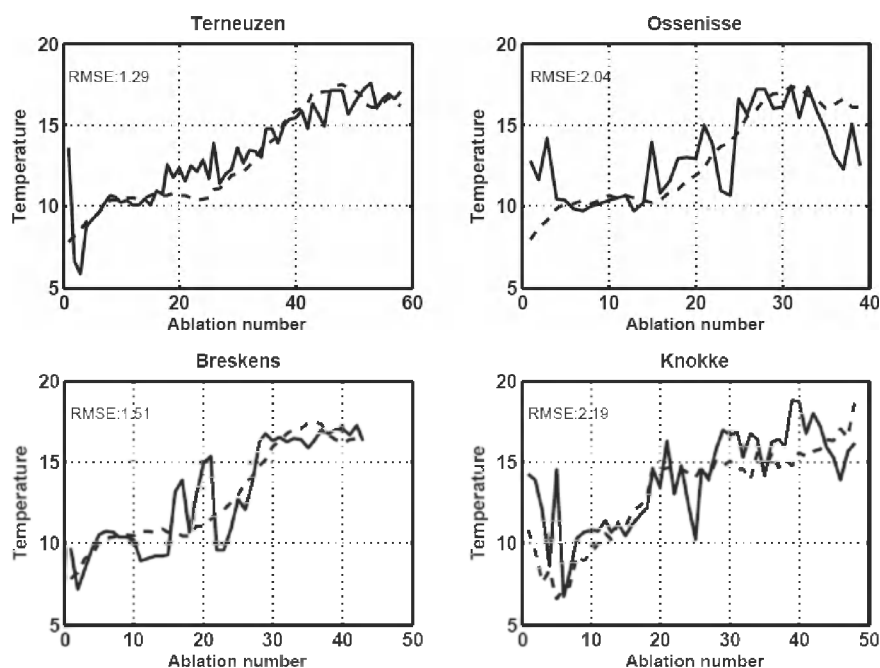 Terneuzen
Ossenisse
20
15
10
5
Temperature
RMSE:1.29
0
20
40
60
Ablation number
20
15
10
5
Temperature
RMSE:2.04
0
10
20
30
39
Ablation number
Breskens
Knokke
20
15
10
5
Temperature
RMSE:1.51
0
10
20
30
40
50
Ablation number
20
15
10
5
Temperature
RMSE:2.19
0
10
20
30
40
50
Ablation number